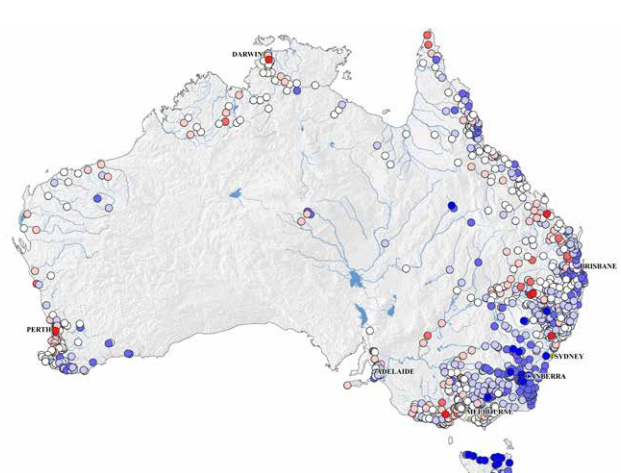 DARWIN
BRISBANE
PERTH
SYDNEY
ADELAIDE
CANBERRA
MELBOURNE